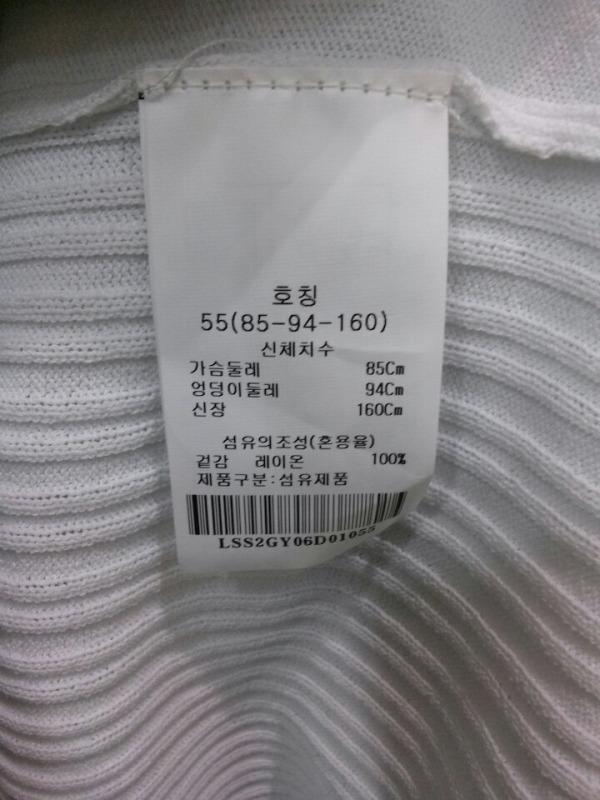 호칭
55(85-94-160)
신체치수
가슴둘레 85Cm
엉덩이둘레 94Cm
신장 160Cm
섬유의조성(혼용율)
겉감 레이온 100%
제품구분:섬유제품
LSS2GY06D01055